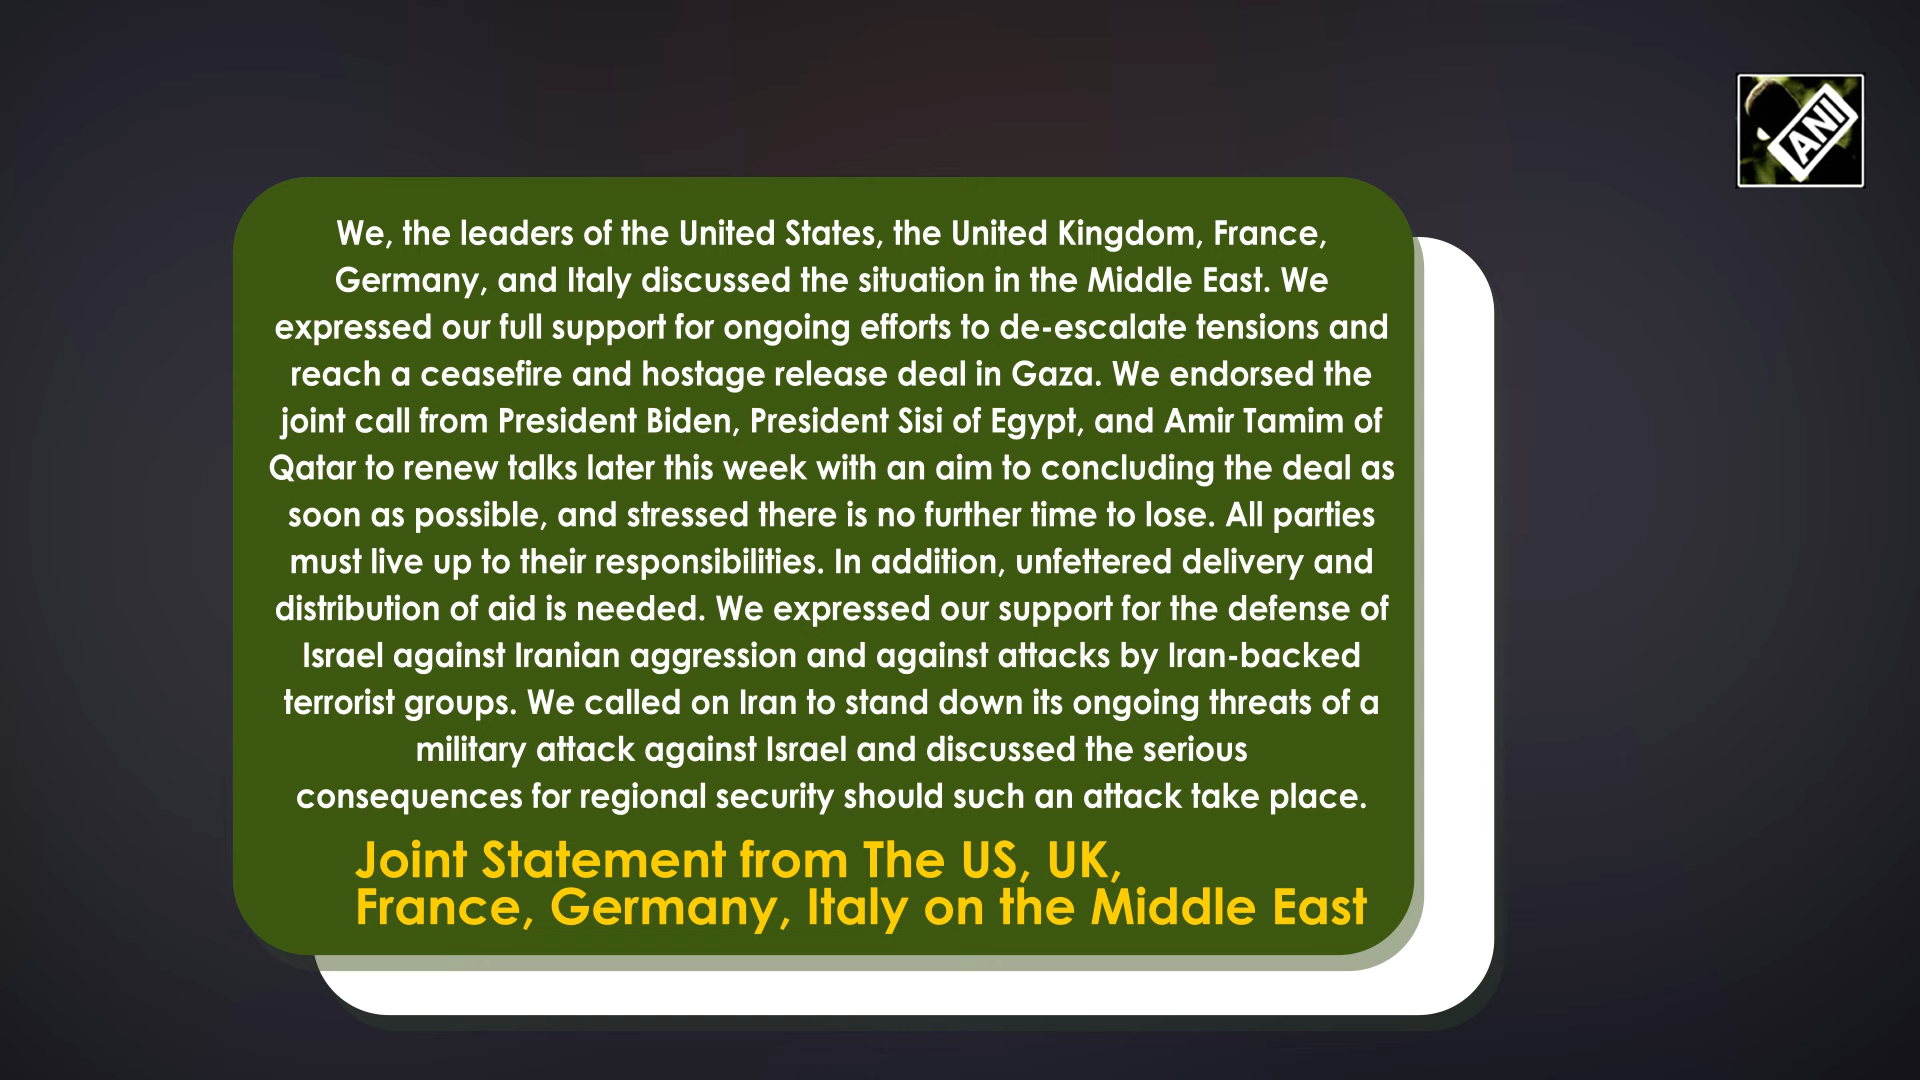 ANI
We, the leaders of the United States, the United Kingdom, France,
Germany, and Italy discussed the situation in the Middle East. We
expressed our full support for ongoing efforts to de-escalate tensions and
reach a ceasefire and hostage release deal in Gaza. We endorsed the
joint call from President Biden, President Sisi of Egypt, and Amir Tamim of
Qatar to renew talks later this week with an aim to concluding the deal as
soon as possible, and stressed there is no further time to lose. All parties
must live up to their responsibilities. In addition, unfettered delivery and
distribution of aid is needed. We expressed our support for the defense of
Israel against Iranian aggression and against attacks by Iran-backed
terrorist groups. We called on Iran to stand down its ongoing threats of a
military attack against Israel and discussed the serious
consequences for regional security should such an attack take place.
Joint Statement from The US, UK,
France, Germany, Italy on the Middle East